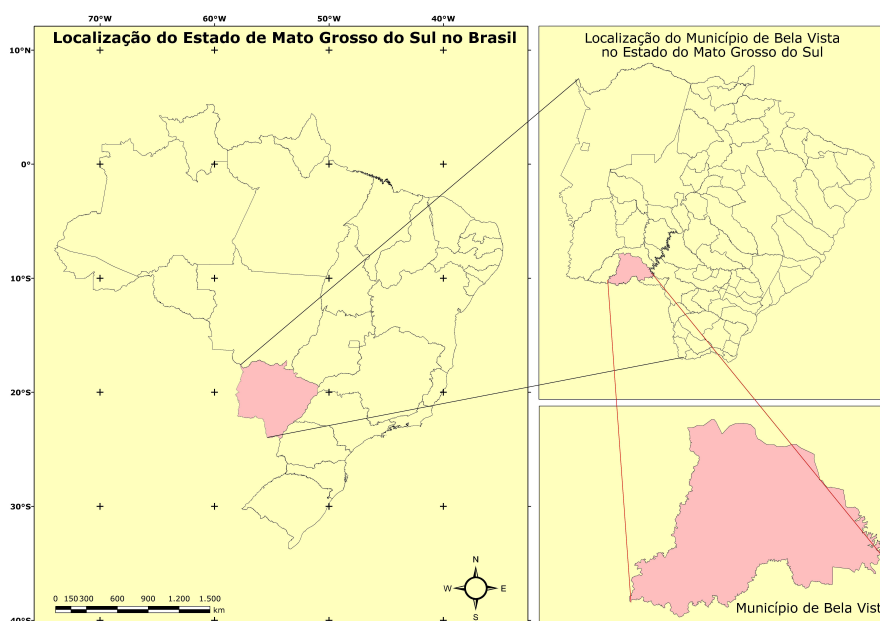 70°W 60°W 50°W 40°W
Localização do Estado de Mato Grosso do Sul no Brasil
10°N
0°
10°S
20°S
30°S
40°S
N
W E
S
0 150 300 600 900 1.200 1.500
km
Localização do Município de Bela Vista
no Estado do Mato Grosso do Sul
Município de Bela Vist